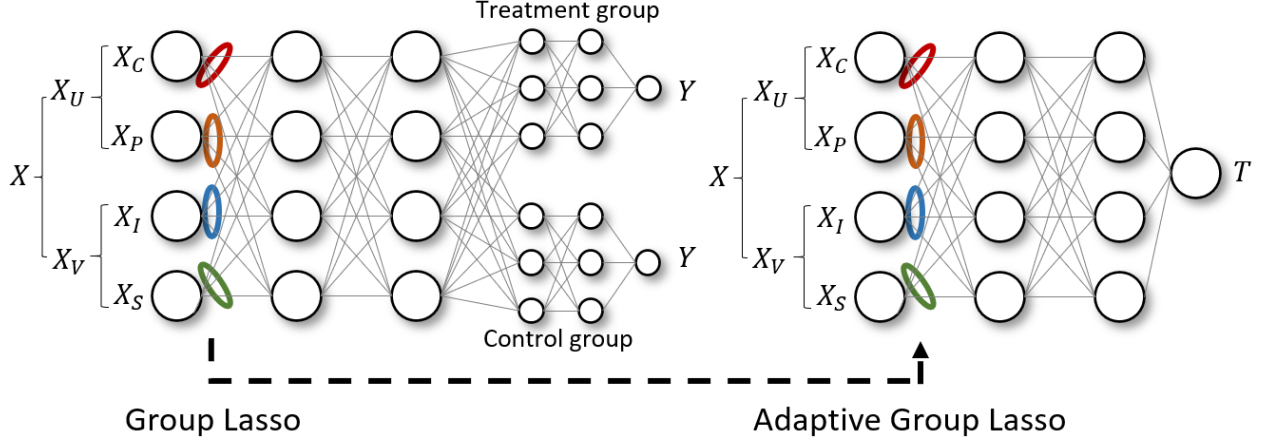 Treatment group
X_C
X_U
X_P
X
X_I
X_V
X_S
Y
Y
Control group
Group Lasso
X_C
X_U
X_P
X
X_I
X_V
X_S
T
Adaptive Group Lasso